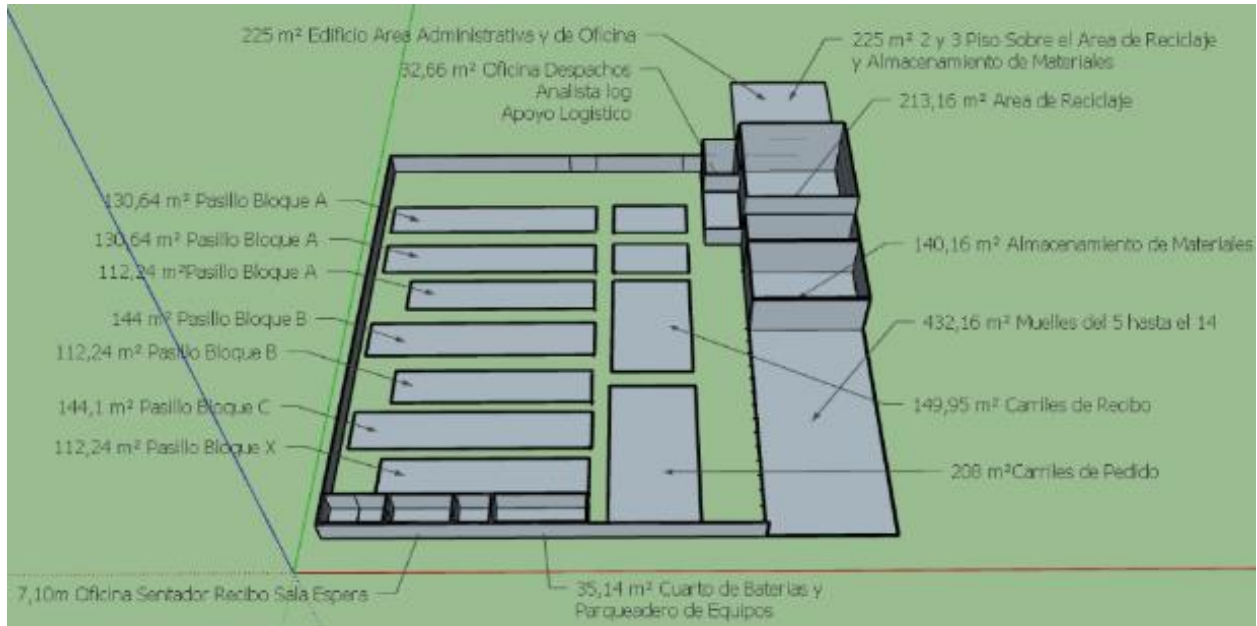 225 m² Edificio Area Administrativa y de Oficina
225 m² 2 y 3 Piso Sobre el Area de Reciclaje
y Almacenamiento de Materiales
32,66 m² Oficina Despachos
Analista log
Apoyo Logistico
213,16 m² Area de Reciclaje
130,64 m² Pasillo Bloque A
130,64 m² Pasillo Bloque A
112,24 m²Pasillo Bloque A
140,16 m² Almacenamiento de Materiales
144 m² Pasillo Bloque B
432,16 m² Muelles del 5 hasta el 14
112,24 m² Pasillo Bloque B
144,1 m² Pasillo Bloque C
149,95 m² Carriles de Recibo
112,24 m² Pasillo Bloque X
208 m²Carriles de Pedido
7,10m Oficina Sentador Recibo Sala Espera
35,14 m² Cuarto de Baterias y
Parqueadero de Equipos